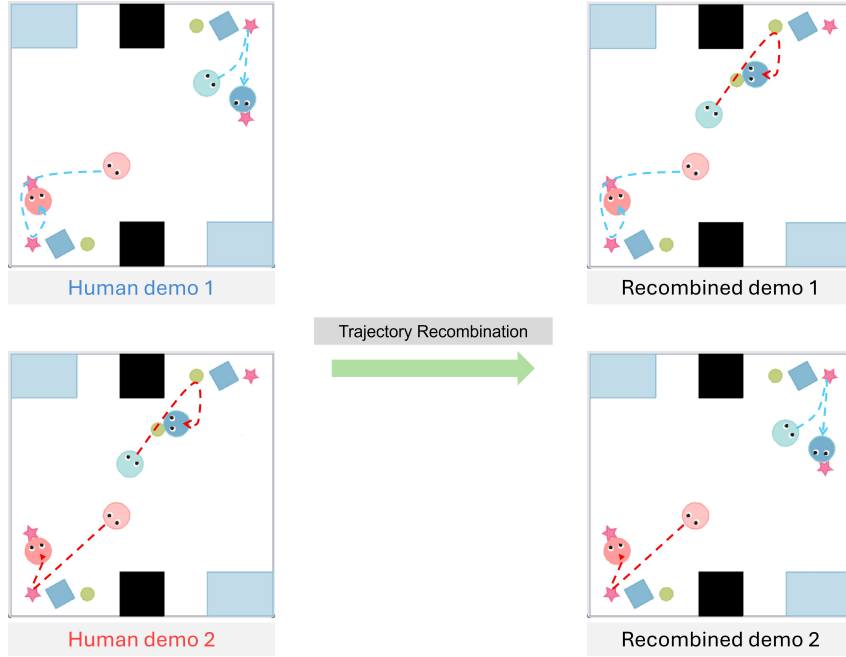 Human demo 1
Recombined demo 1
Trajectory Recombination
Human demo 2
Recombined demo 2